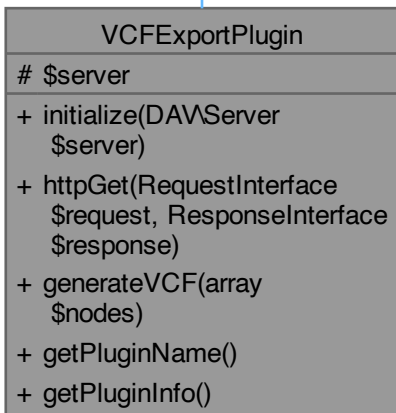 VCFExportPlugin
# $server
+ initialize(DAV\Server
$server)
+ httpGet(RequestInterface
$request, ResponseInterface
$response)
+ generateVCF(array
$nodes)
+ getPluginName()
+ getPluginInfo()